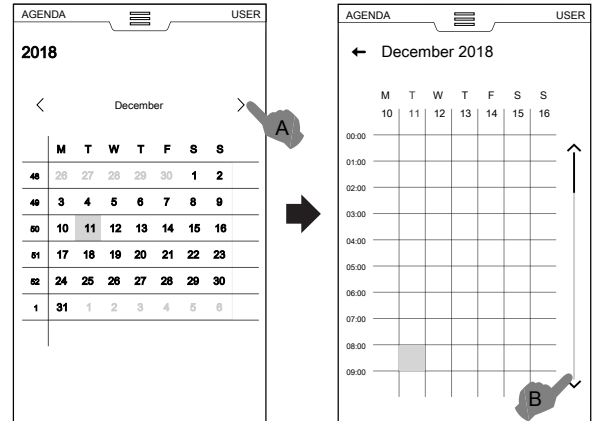 AGENDA USER
2018
December
A
M T W T F S S
48 26 27 28 29 30 1 2
49 3 4 5 6 7 8 9
50 10 11 12 13 14 15 16
51 17 18 19 20 21 22 23
52 24 25 26 27 28 29 30
1 31 1 2 3 4 5 6
AGENDA USER
December 2018
M T W T F S S
10 11 12 13 14 15 16
00:00
01:00
02:00
03:00
04:00
05:00
06:00
07:00
08:00
09:00
B